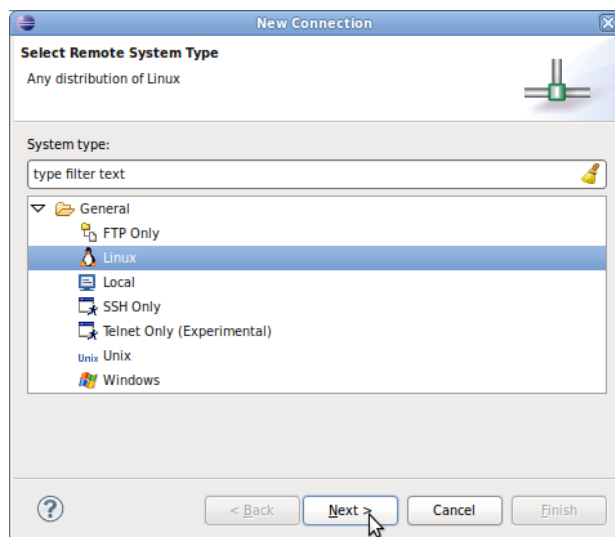 New Connection
Select Remote System Type
Any distribution of Linux
System type:
type filter text
General
FTP Only
Linux
Local
SSH Only
Telnet Only (Experimental)
Unix Unix
Windows
< Back Next > Cancel Finish